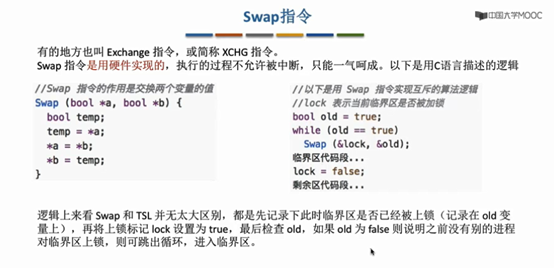 Swap指令
中国大学MOOC
有的地方也叫 Exchange 指令，或简称 XCHG 指令。
Swap 指令是用硬件实现的，执行的过程不允许被中断，只能一气呵成。以下是用C语言描述的逻辑
//Swap 指令的作用是交换两个变量的值
Swap (bool *a, bool *b) {
bool temp;
temp = *a;
*a = *b;
*b = temp;
}
//以下是用 Swap 指令实现互斥的算法逻辑
//lock 表示当前临界区是否被加锁
bool old = true;
while (old == true)
Swap (&lock, &old);
临界区代码段...
lock = false;
剩余区代码段...
逻辑上来看 Swap 和 TSL 并无太大区别，都是先记录下此时临界区是否已经被上锁（记录在 old 变
量上），再将上锁标记 lock 设置为 true，最后检查 old，如果 old 为 false 则说明之前没有别的进程
对临界区上锁，则可跳出循环，进入临界区。